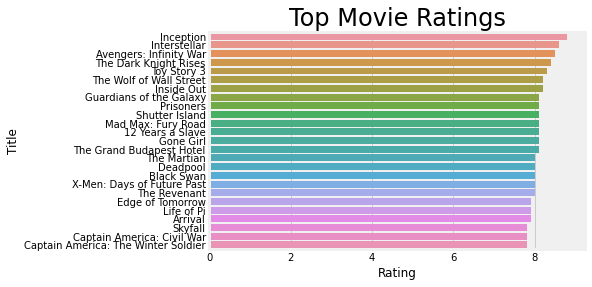 Top Movie Ratings
Title
Inception
Interstellar
Avengers: Infinity War
The Dark Knight Rises
Toy Story 3
The Wolf of Wall Street
Inside Out
Guardians of the Galaxy
Prisoners
Shutter Island
Mad Max: Fury Road
12 Years a Slave
Gone Girl
The Grand Budapest Hotel
The Martian
Deadpool
Black Swan
X-Men: Days of Future Past
The Revenant
Edge of Tomorrow
Life of Pi
Arrival
Skyfall
Captain America: Civil War
Captain America: The Winter Soldier
0 2 4 6 8
Rating